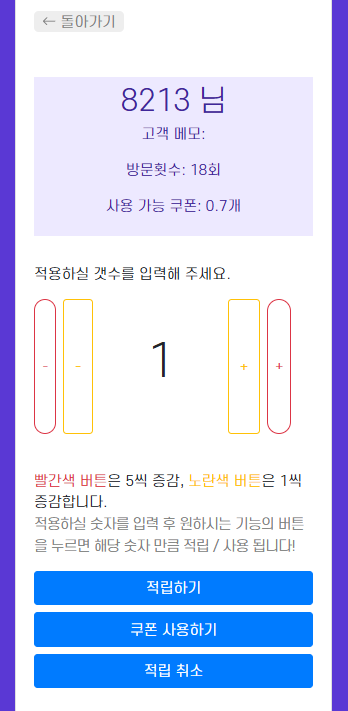 ← 돌아가기
8213 님
고객 메모:
방문횟수: 18회
사용 가능 쿠폰: 0.7개
적용하실 갯수를 입력해 주세요.
- - 1 + +
빨간색 버튼은 5씩 증감, 노란색 버튼은 1씩
증감합니다.
적용하실 숫자를 입력 후 원하시는 기능의 버튼
을 누르면 해당 숫자 만큼 적립 / 사용 됩니다!
적립하기
쿠폰 사용하기
적립 취소